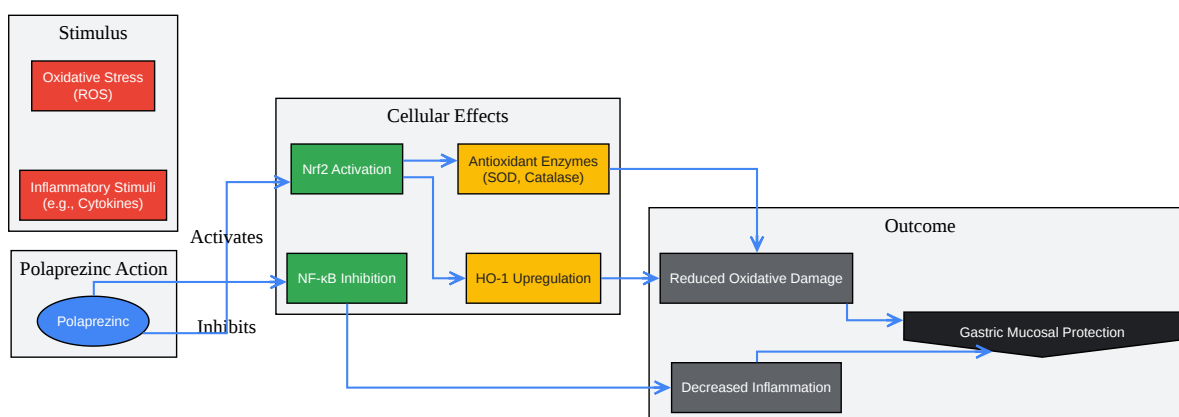 Stimulus
Oxidative Stress
(ROS)
Inflammatory Stimuli
(e.g., Cytokines)
Polaprezinc Action
Polaprezinc
Activates
Inhibits
Cellular Effects
Nrf2 Activation
Antioxidant Enzymes
(SOD, Catalase)
NF-κB Inhibition
HO-1 Upregulation
Outcome
Reduced Oxidative Damage
Gastric Mucosal Protection
Decreased Inflammation